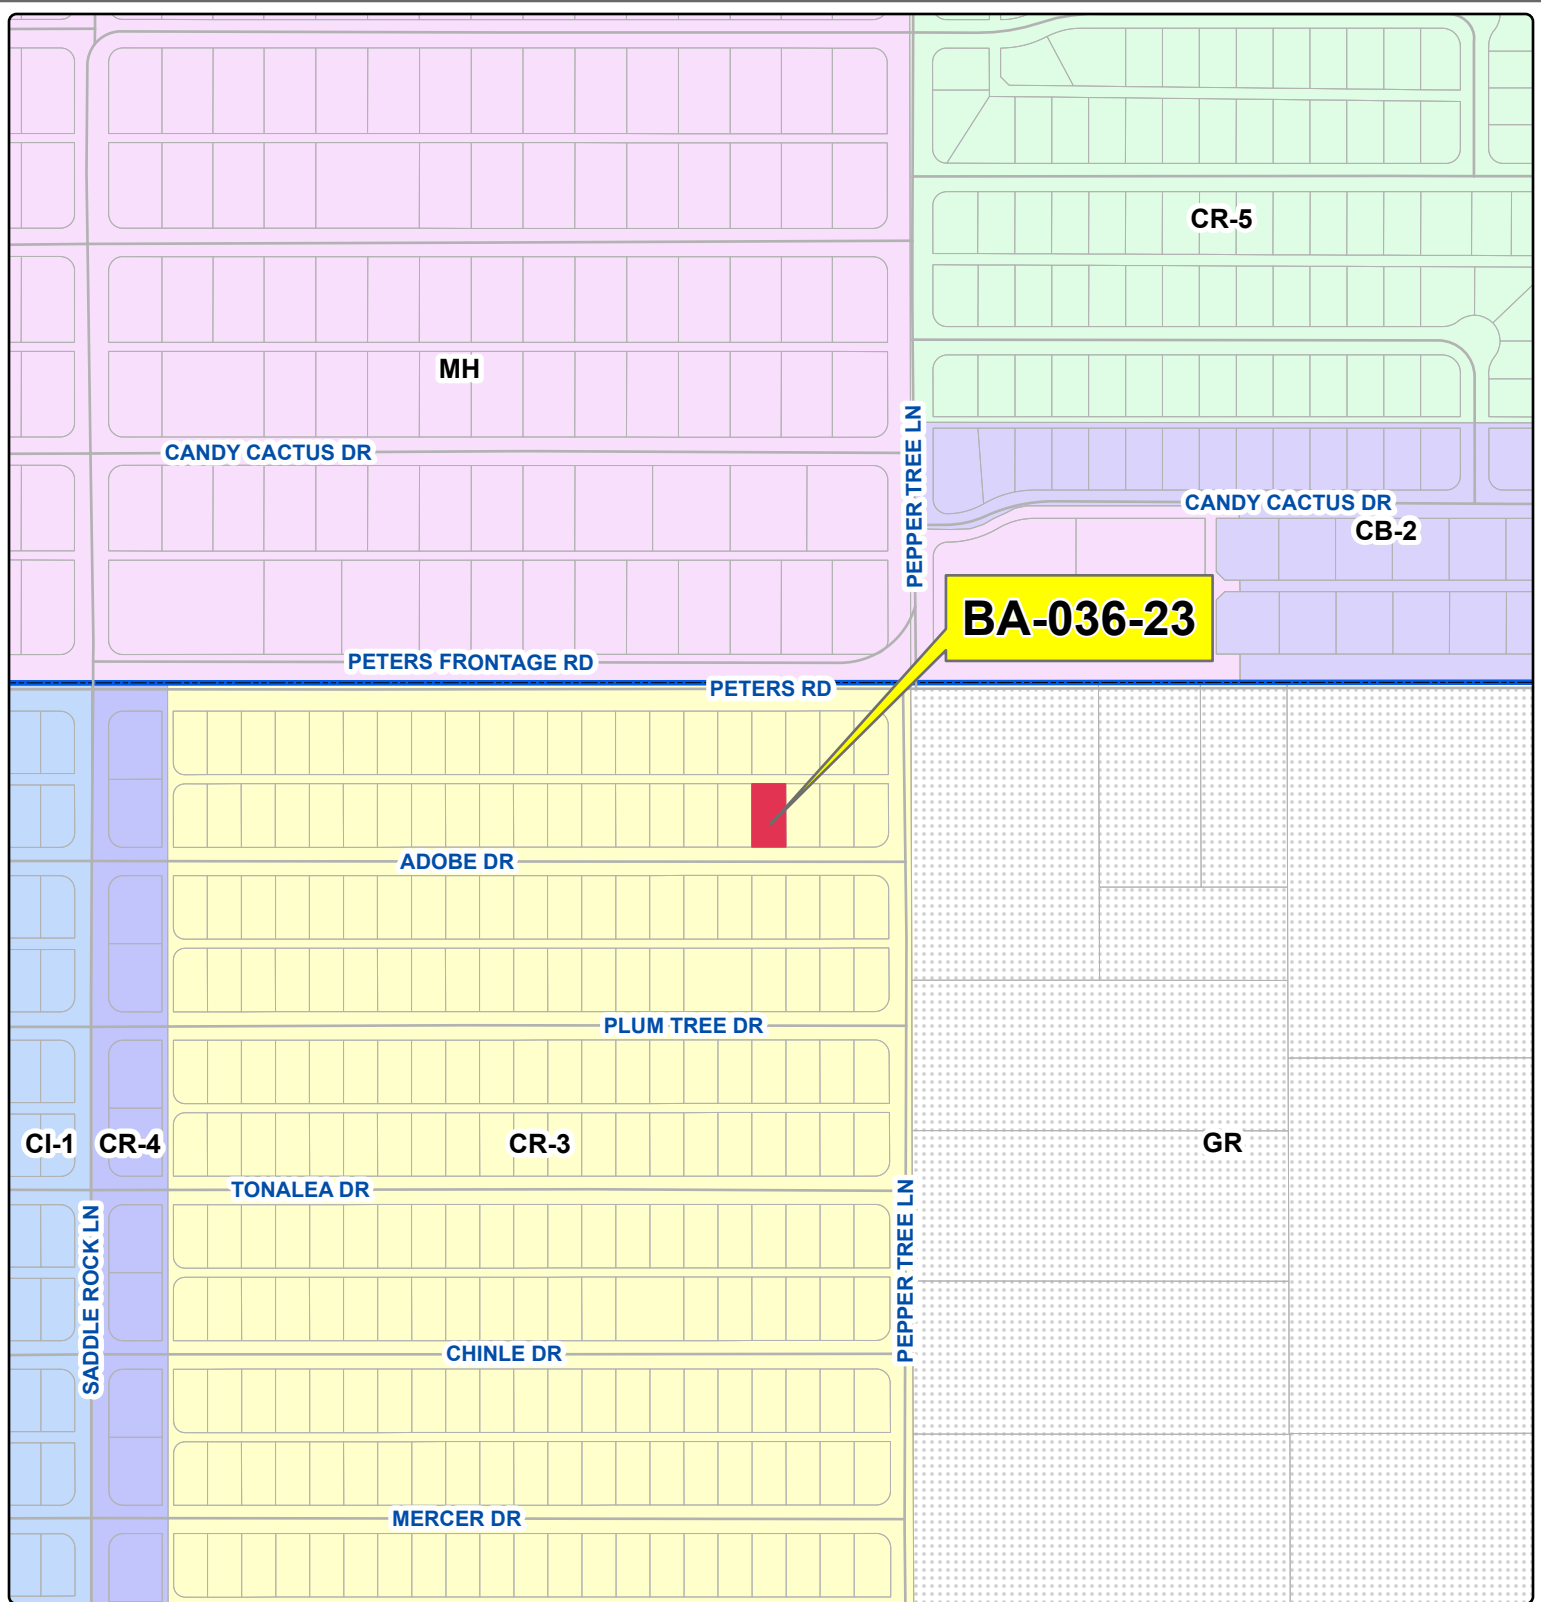 CR-5
MH
PEPPER TREE LN
CANDY CACTUS DR
CANDY CACTUS DR
CB-2
BA-036-23
PETERS FRONTAGE RD
PETERS RD
ADOBE DR
PLUM TREE DR
CI-1
CR-4
CR-3
GR
TONALEA DR
PEPPER TREE LN
SADDLE ROCK LN
CHINLE DR
MERCER DR